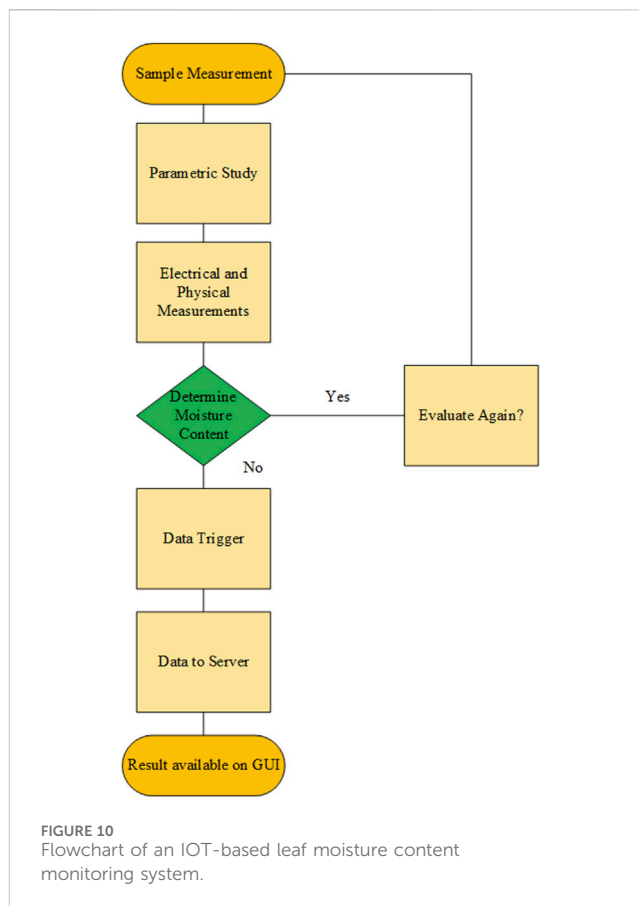 Sample Measurement
Parametric Study
Electrical and
Physical
Measurements
Determine
Moisture
Content
Yes
Evaluate Again?
No
Data Trigger
Data to Server
Result available on GUI
FIGURE 10
Flowchart of an IOT-based leaf moisture content
monitoring system.